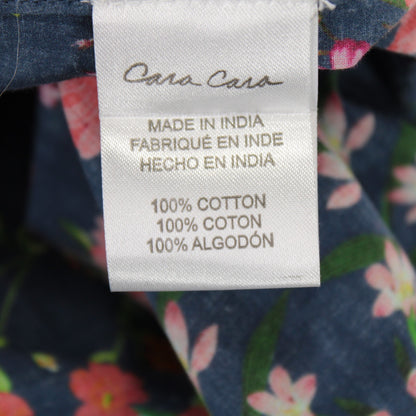 Cara Cara
MADE IN INDIA
FABRIQUÉ EN INDE
HECHO EN INDIA
100% COTTON
100% COTON
100% ALGODÓN